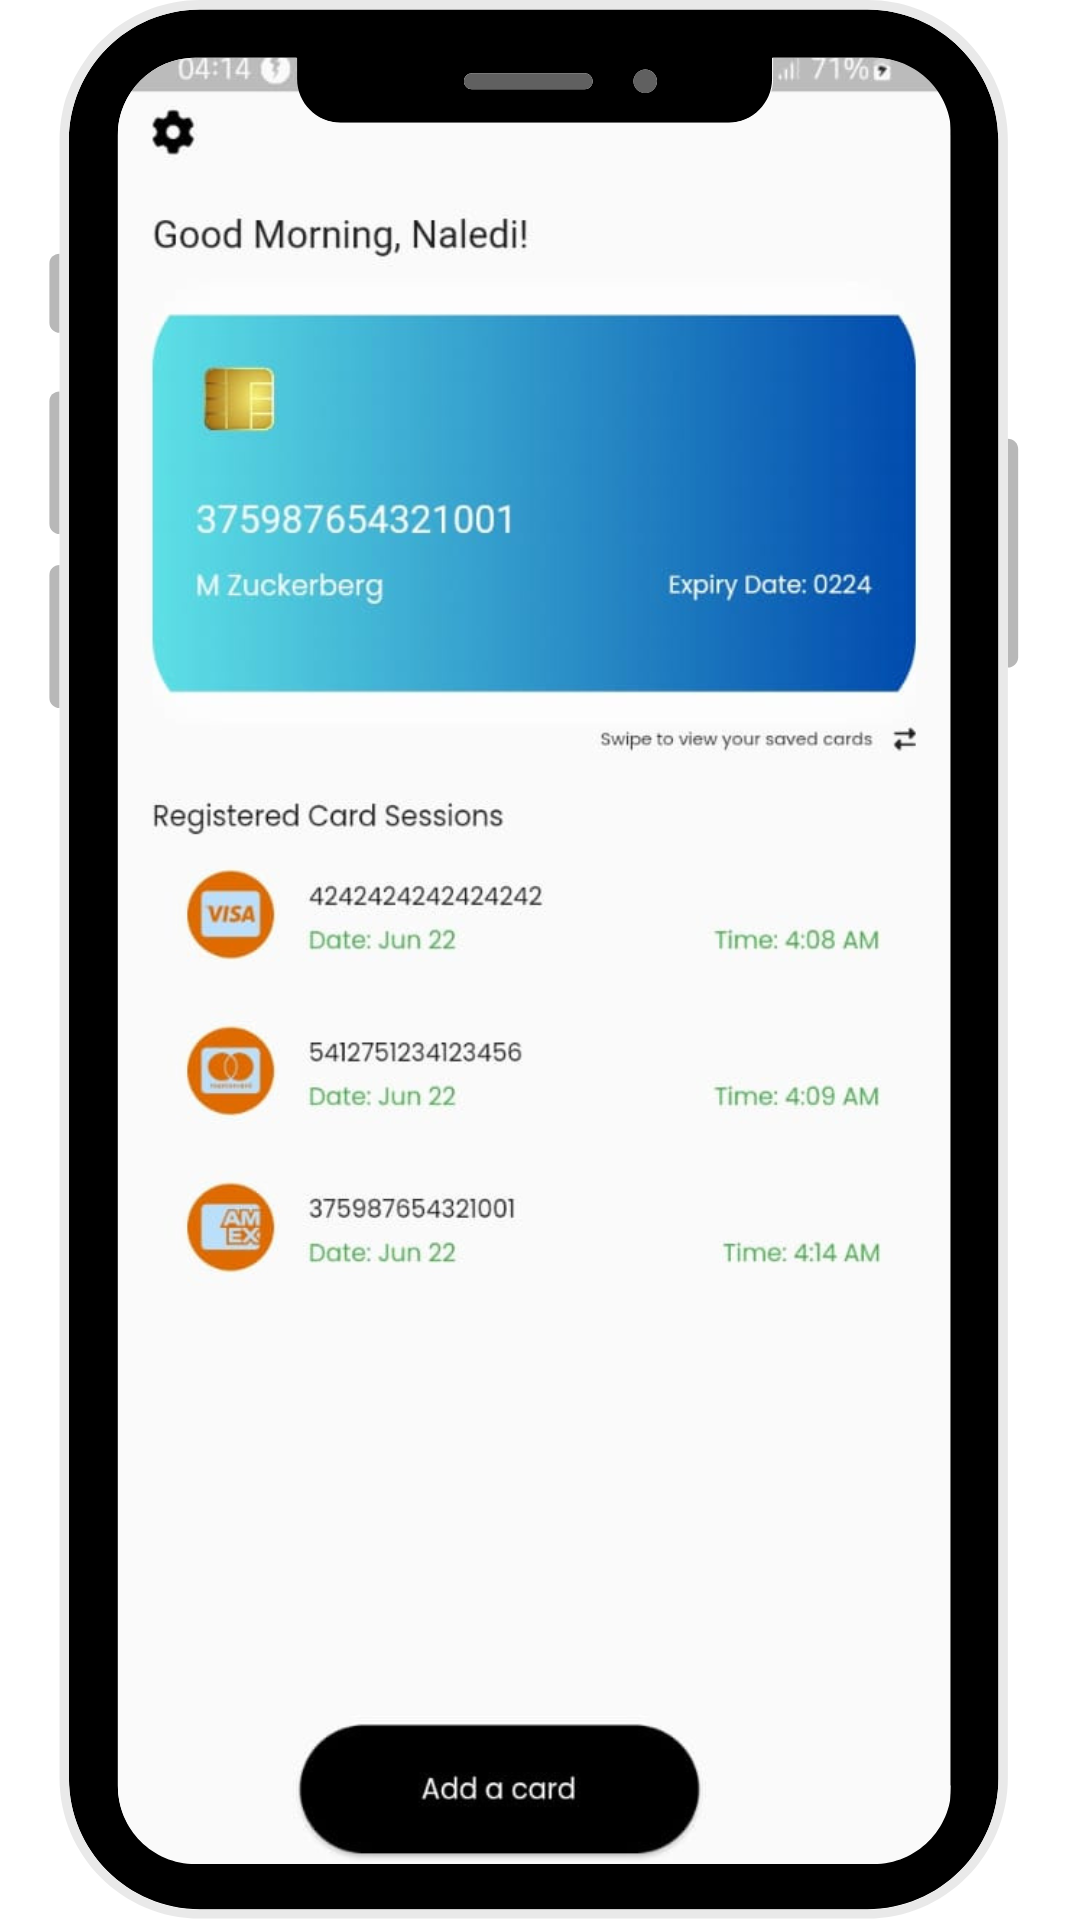 04:14 71%
Good Morning, Naledi!
375987654321001
M Zuckerberg Expiry Date: 0224
Swipe to view your saved cards
Registered Card Sessions
VISA 4242424242424242
Date: Jun 22 Time: 4:08 AM
5412751234123456
Date: Jun 22 Time: 4:09 AM
AM
EX
375987654321001
Date: Jun 22 Time: 4:14 AM
Add a card